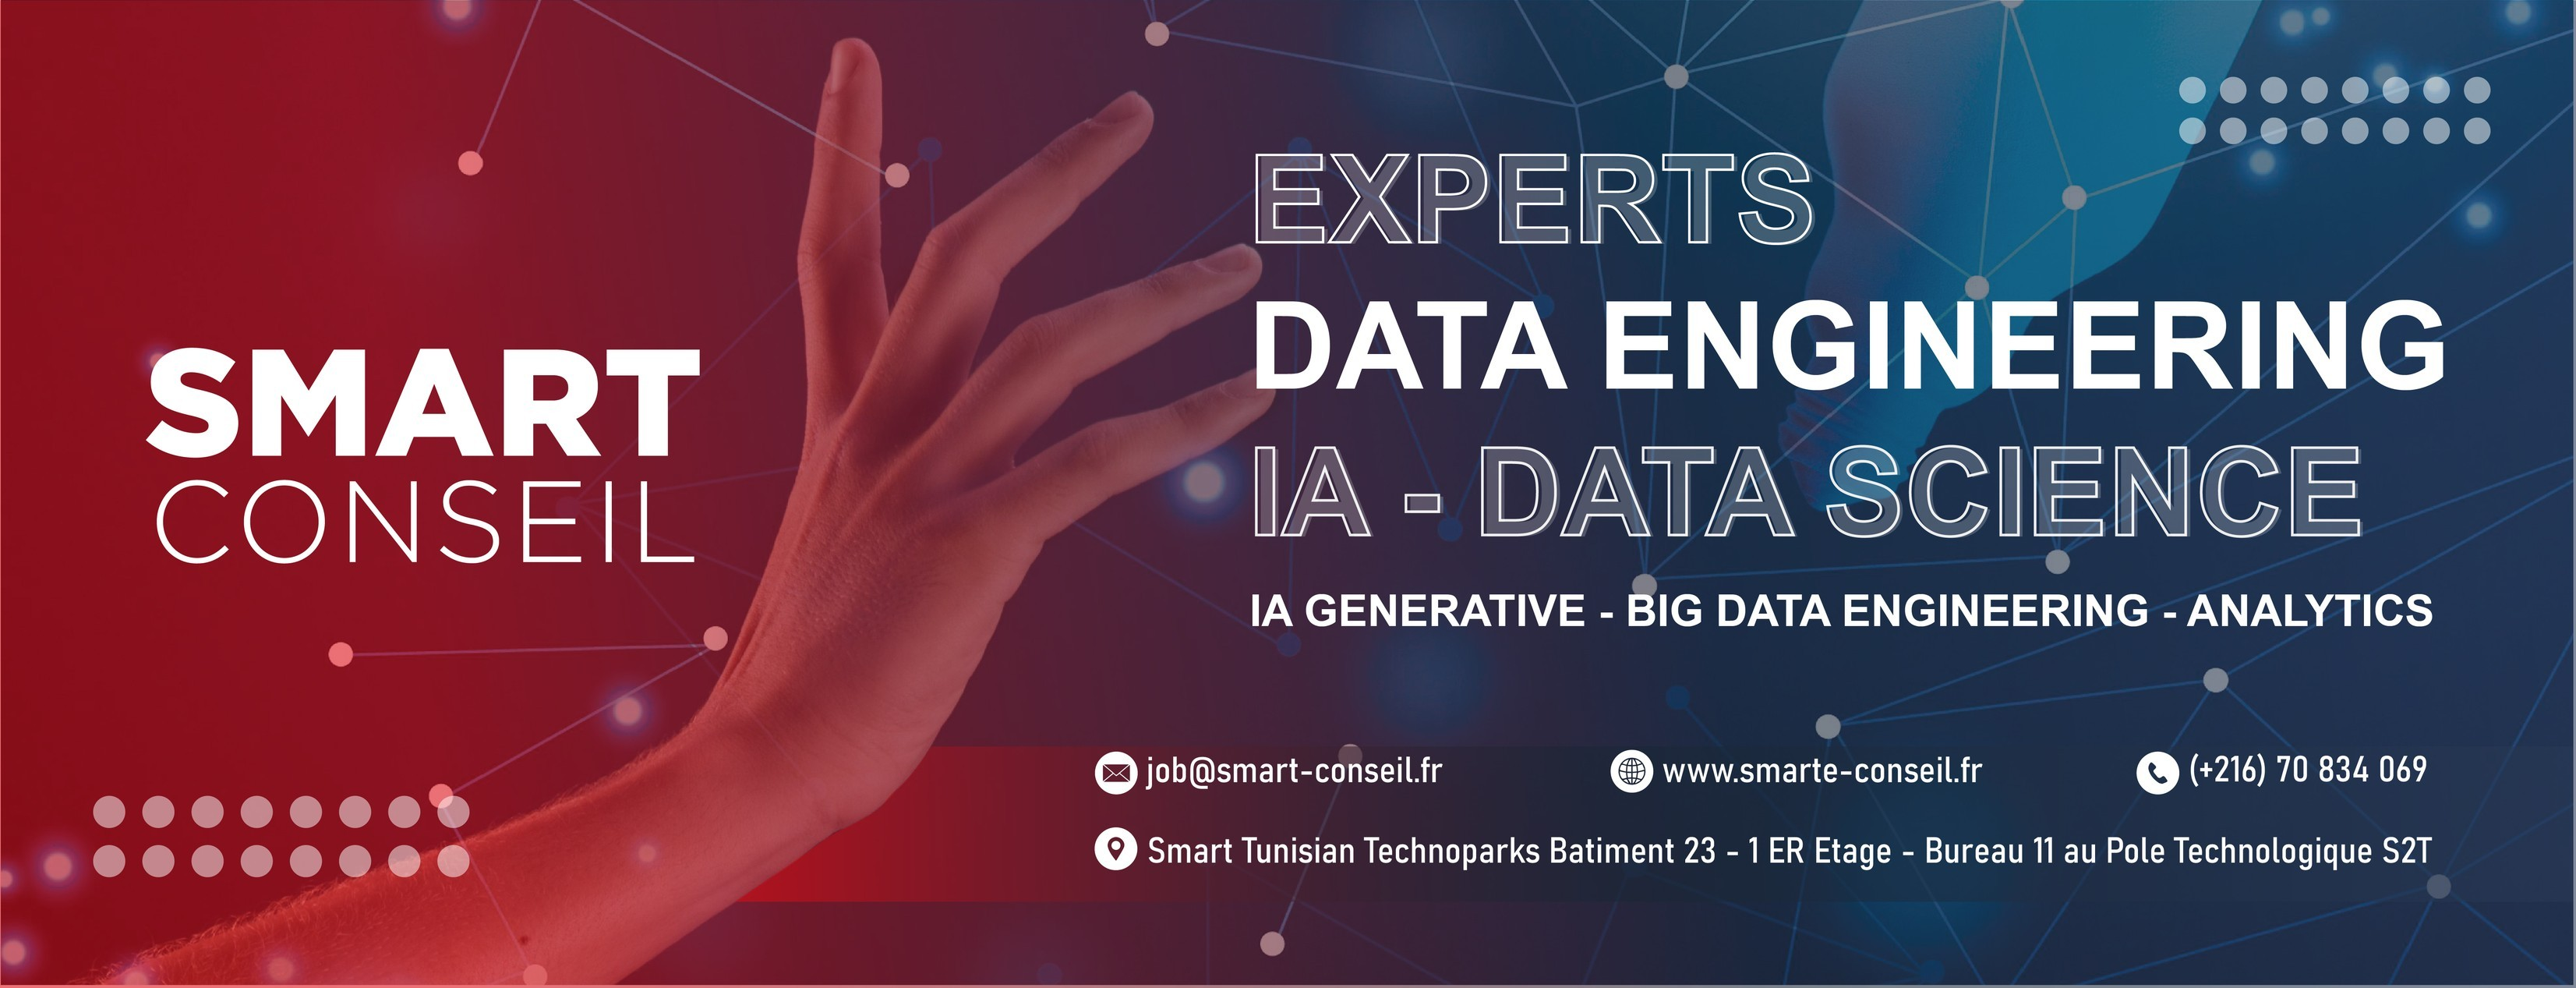 SMART
CONSEIL
EXPERTS
DATA ENGINEERING
IA - DATA SCIENCE
IA GENERATIVE - BIG DATA ENGINEERING - ANALYTICS
job@smart-conseil.fr
www.smarte-conseil.fr
(+216) 70 834 069
Smart Tunisian Technoparks Batiment 23 - 1 ER Etage - Bureau 11 au Pole Technologique S2T